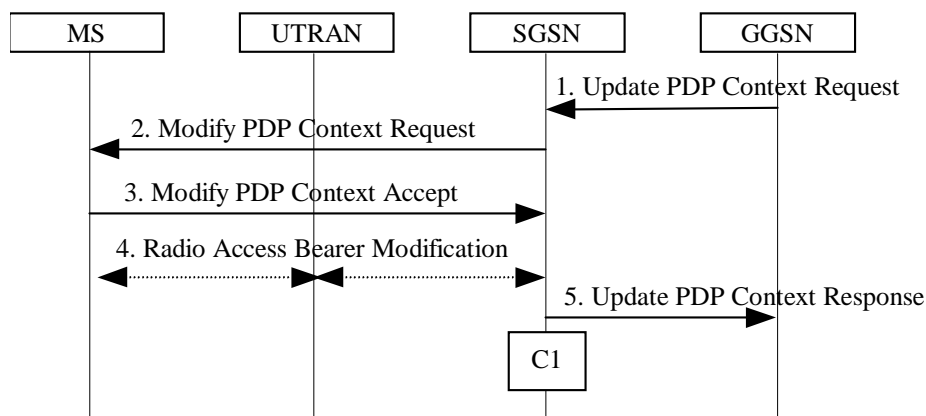 MS
UTRAN
SGSN
GGSN
1. Update PDP Context Request
2. Modify PDP Context Request
3. Modify PDP Context Accept
4. Radio Access Bearer Modification
5. Update PDP Context Response
C1